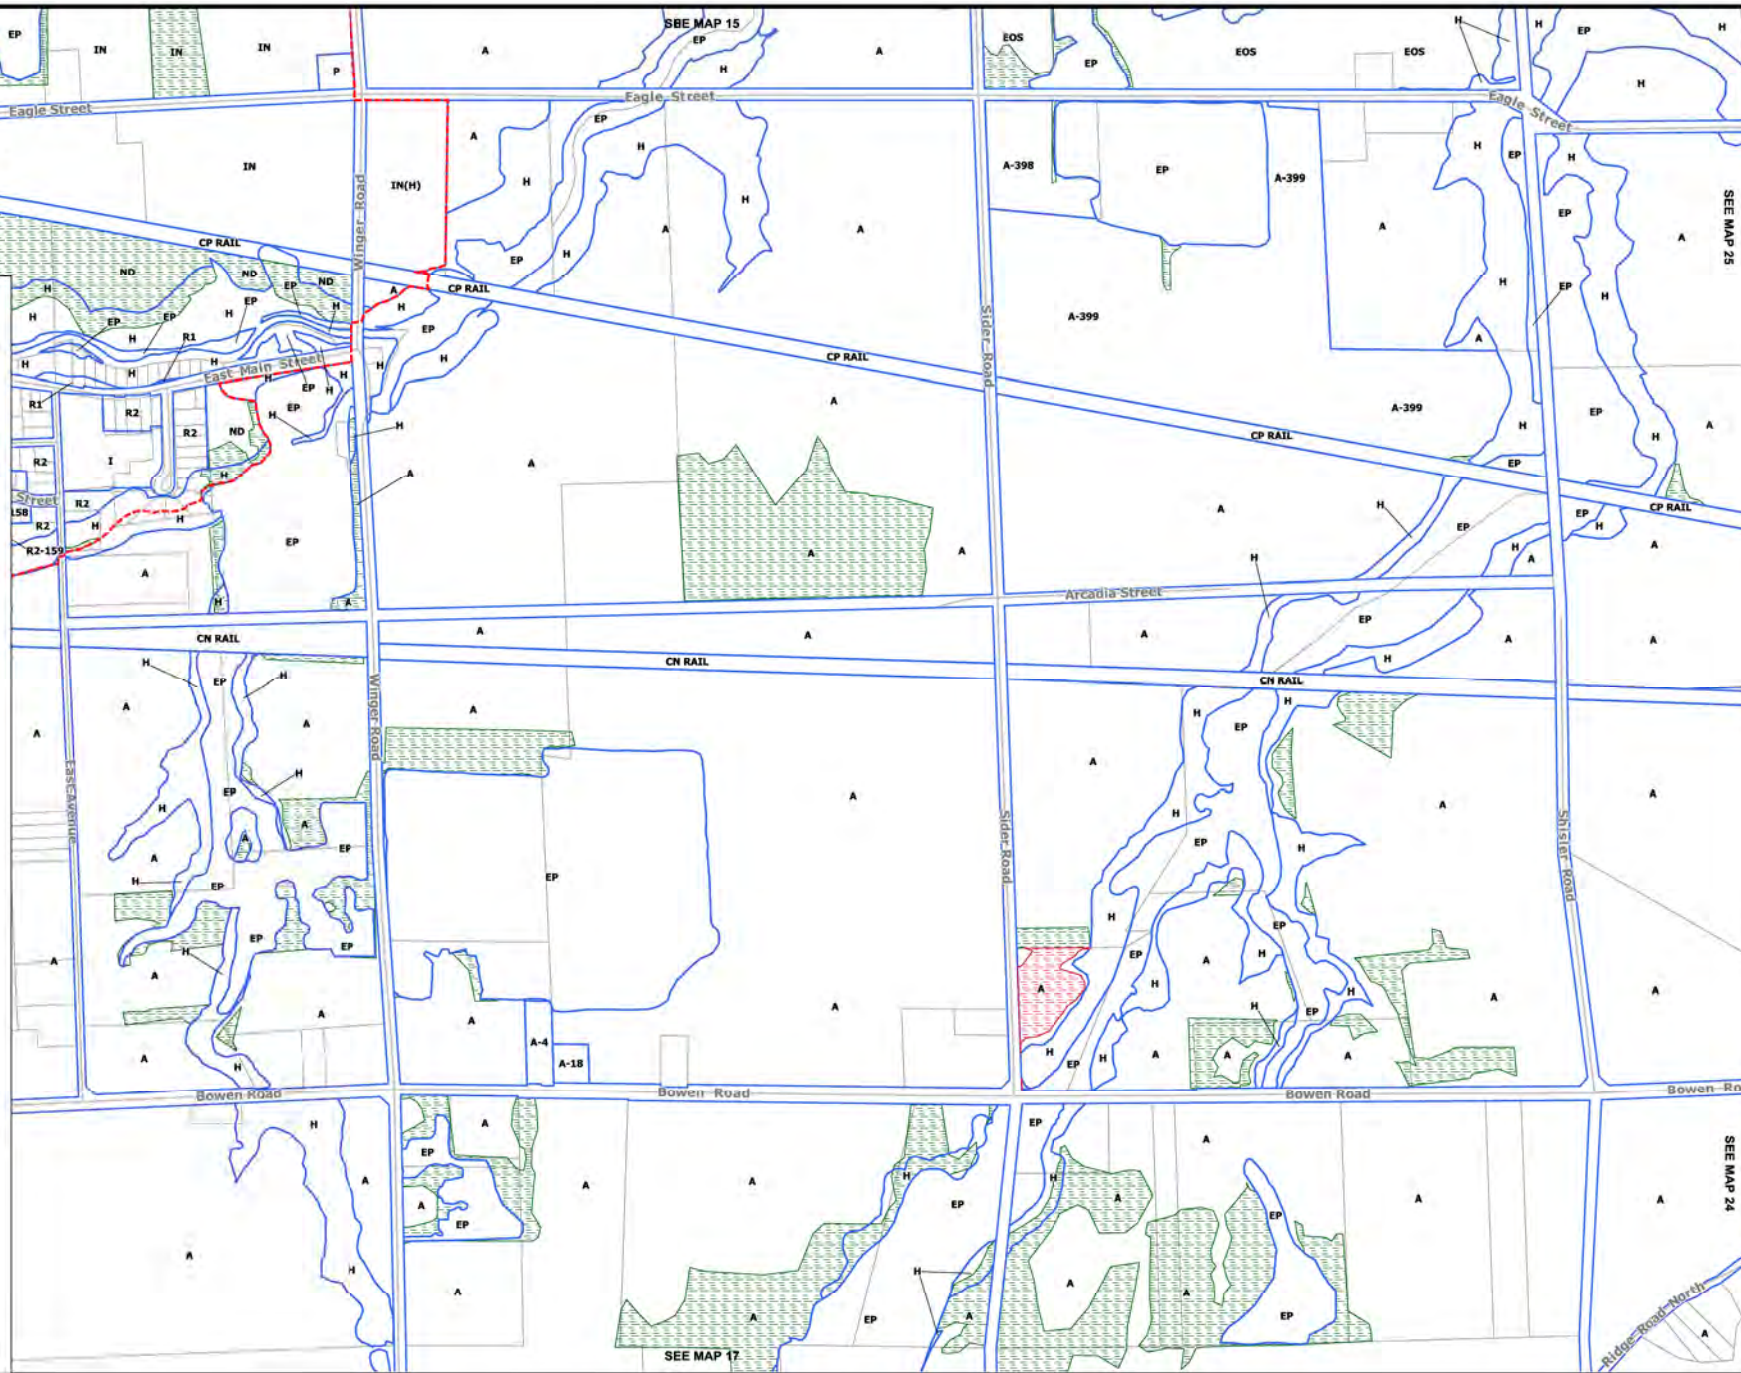 SEE MAP 15
EP
IN
IN
IN
P
A
EP
H
A
EOS
EP
EOS
EOS
H
H
EP
H
H
Eagle Street
Eagle Street
Eagle Street
IN
IN(H)
A
EP
H
H
H
A
A
A-398
EP
A-399
A
H
EP
H
EP
A
SEE MAP 25
Winger Road
CP RAIL
ND
ND
EP
ND
H
H
EP
EP
EP
H
H
H
R1
H
H
H
East Main Street
A
H
CP RAIL
EP
H
EP
H
H
H
H
EP
H
EP
H
Sider Road
A-399
CP RAIL
A
A-399
H
EP
H
A
EP
H
A
R1
R2
R2
ND
I
R2
H
H
A
A
CP RAIL
EP
Street
R2
158
R2
H
H
R2-159
A
EP
H
A
A
A
A
H
EP
H
A
EP
H
CP RAIL
A
H
Arcadia Street
A
A
A
EP
H
A
A
CN RAIL
CN RAIL
CN RAIL
H
EP
H
A
A
A
A
Winger Road
H
EP
H
A
East Avenue
H
EP
H
A
A
EP
A
H
EP
A
EP
EP
H
A
A
A
H
A
A
A-4
A-18
A
Sider Road
A
H
EP
H
A
A
Shisler Road
H
EP
H
A
H
EP
H
H
EP
A
H
EP
H
H
A
A
A
A
A
Bowen Road
Bowen Road
Bowen Road
Bowen Ro
H
A
EP
A
EP
A
H
A
A
A
A
H
EP
EP
H
A
A
H
EP
A
A
A
EP
EP
A
A
SEE MAP 24
Ridge Road North
A
SEE MAP 17